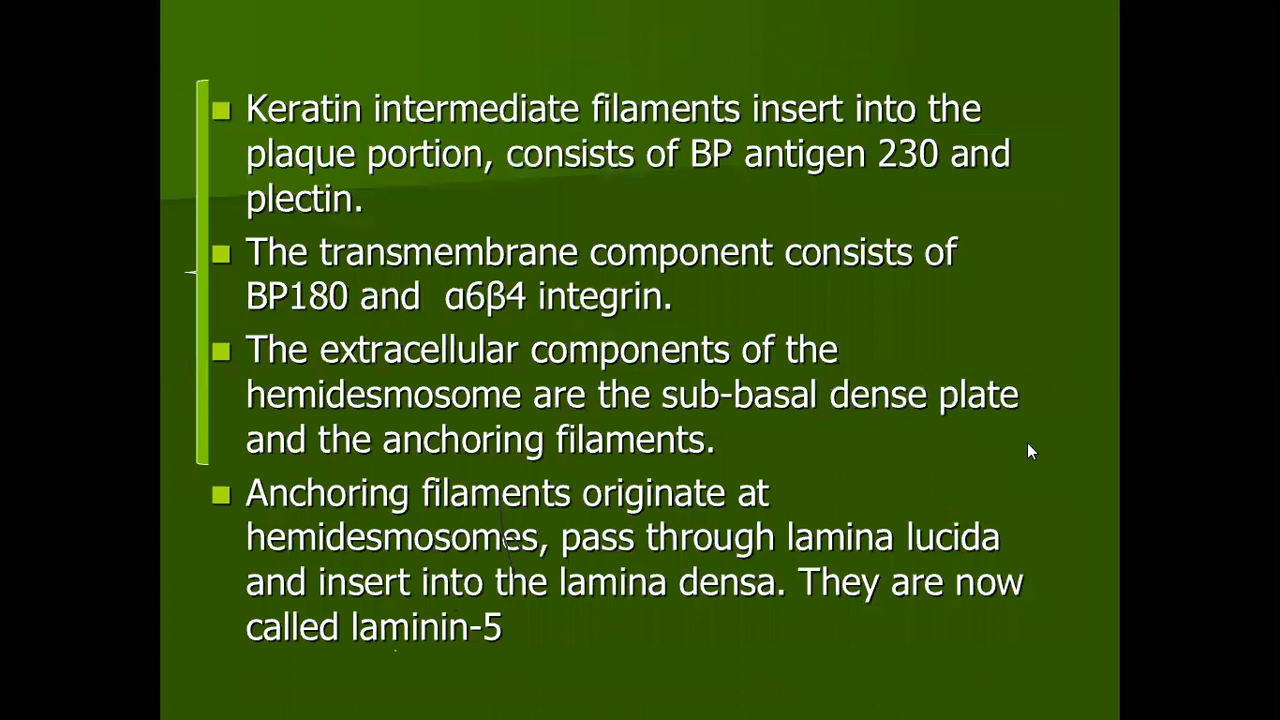 Keratin intermediate filaments insert into the
plaque portion, consists of BP antigen 230 and
plectin.
The transmembrane component consists of
BP180 and α6β4 integrin.
The extracellular components of the
hemidesmosome are the sub-basal dense plate
and the anchoring filaments.
Anchoring filaments originate at
hemidesmosomes, pass through lamina lucida
and insert into the lamina densa. They are now
called laminin-5